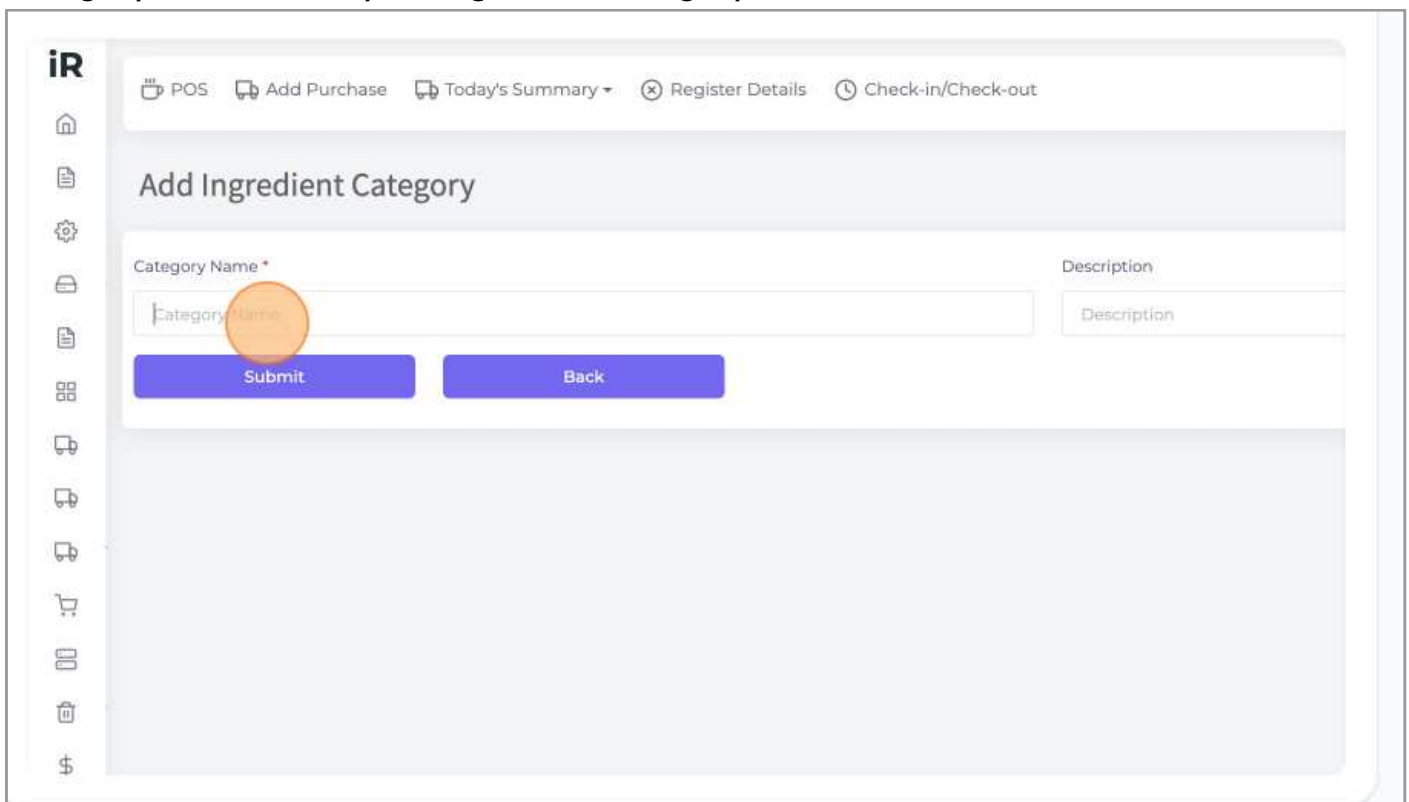 iR
POS Add Purchase Today's Summary Register Details Check-in/Check-out
Add Ingredient Category
Category Name * Description
Category Name Description
Submit Back
$